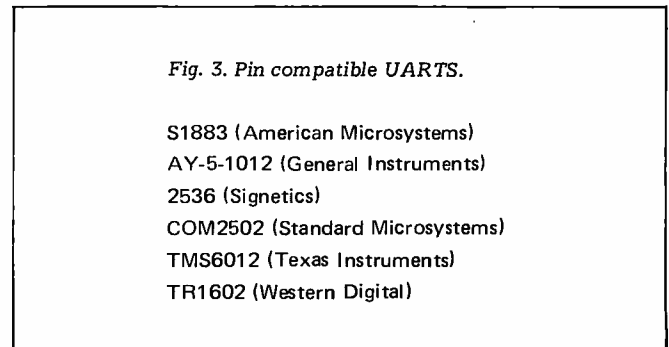 Fig. 3. Pin compatible UARTS.
S1883 (American Microsystems)
AY-5-1012 (General Instruments)
2536 (Signetics)
COM2502 (Standard Microsystems)
TMS6012 (Texas Instruments)
TR1602 (Western Digital)